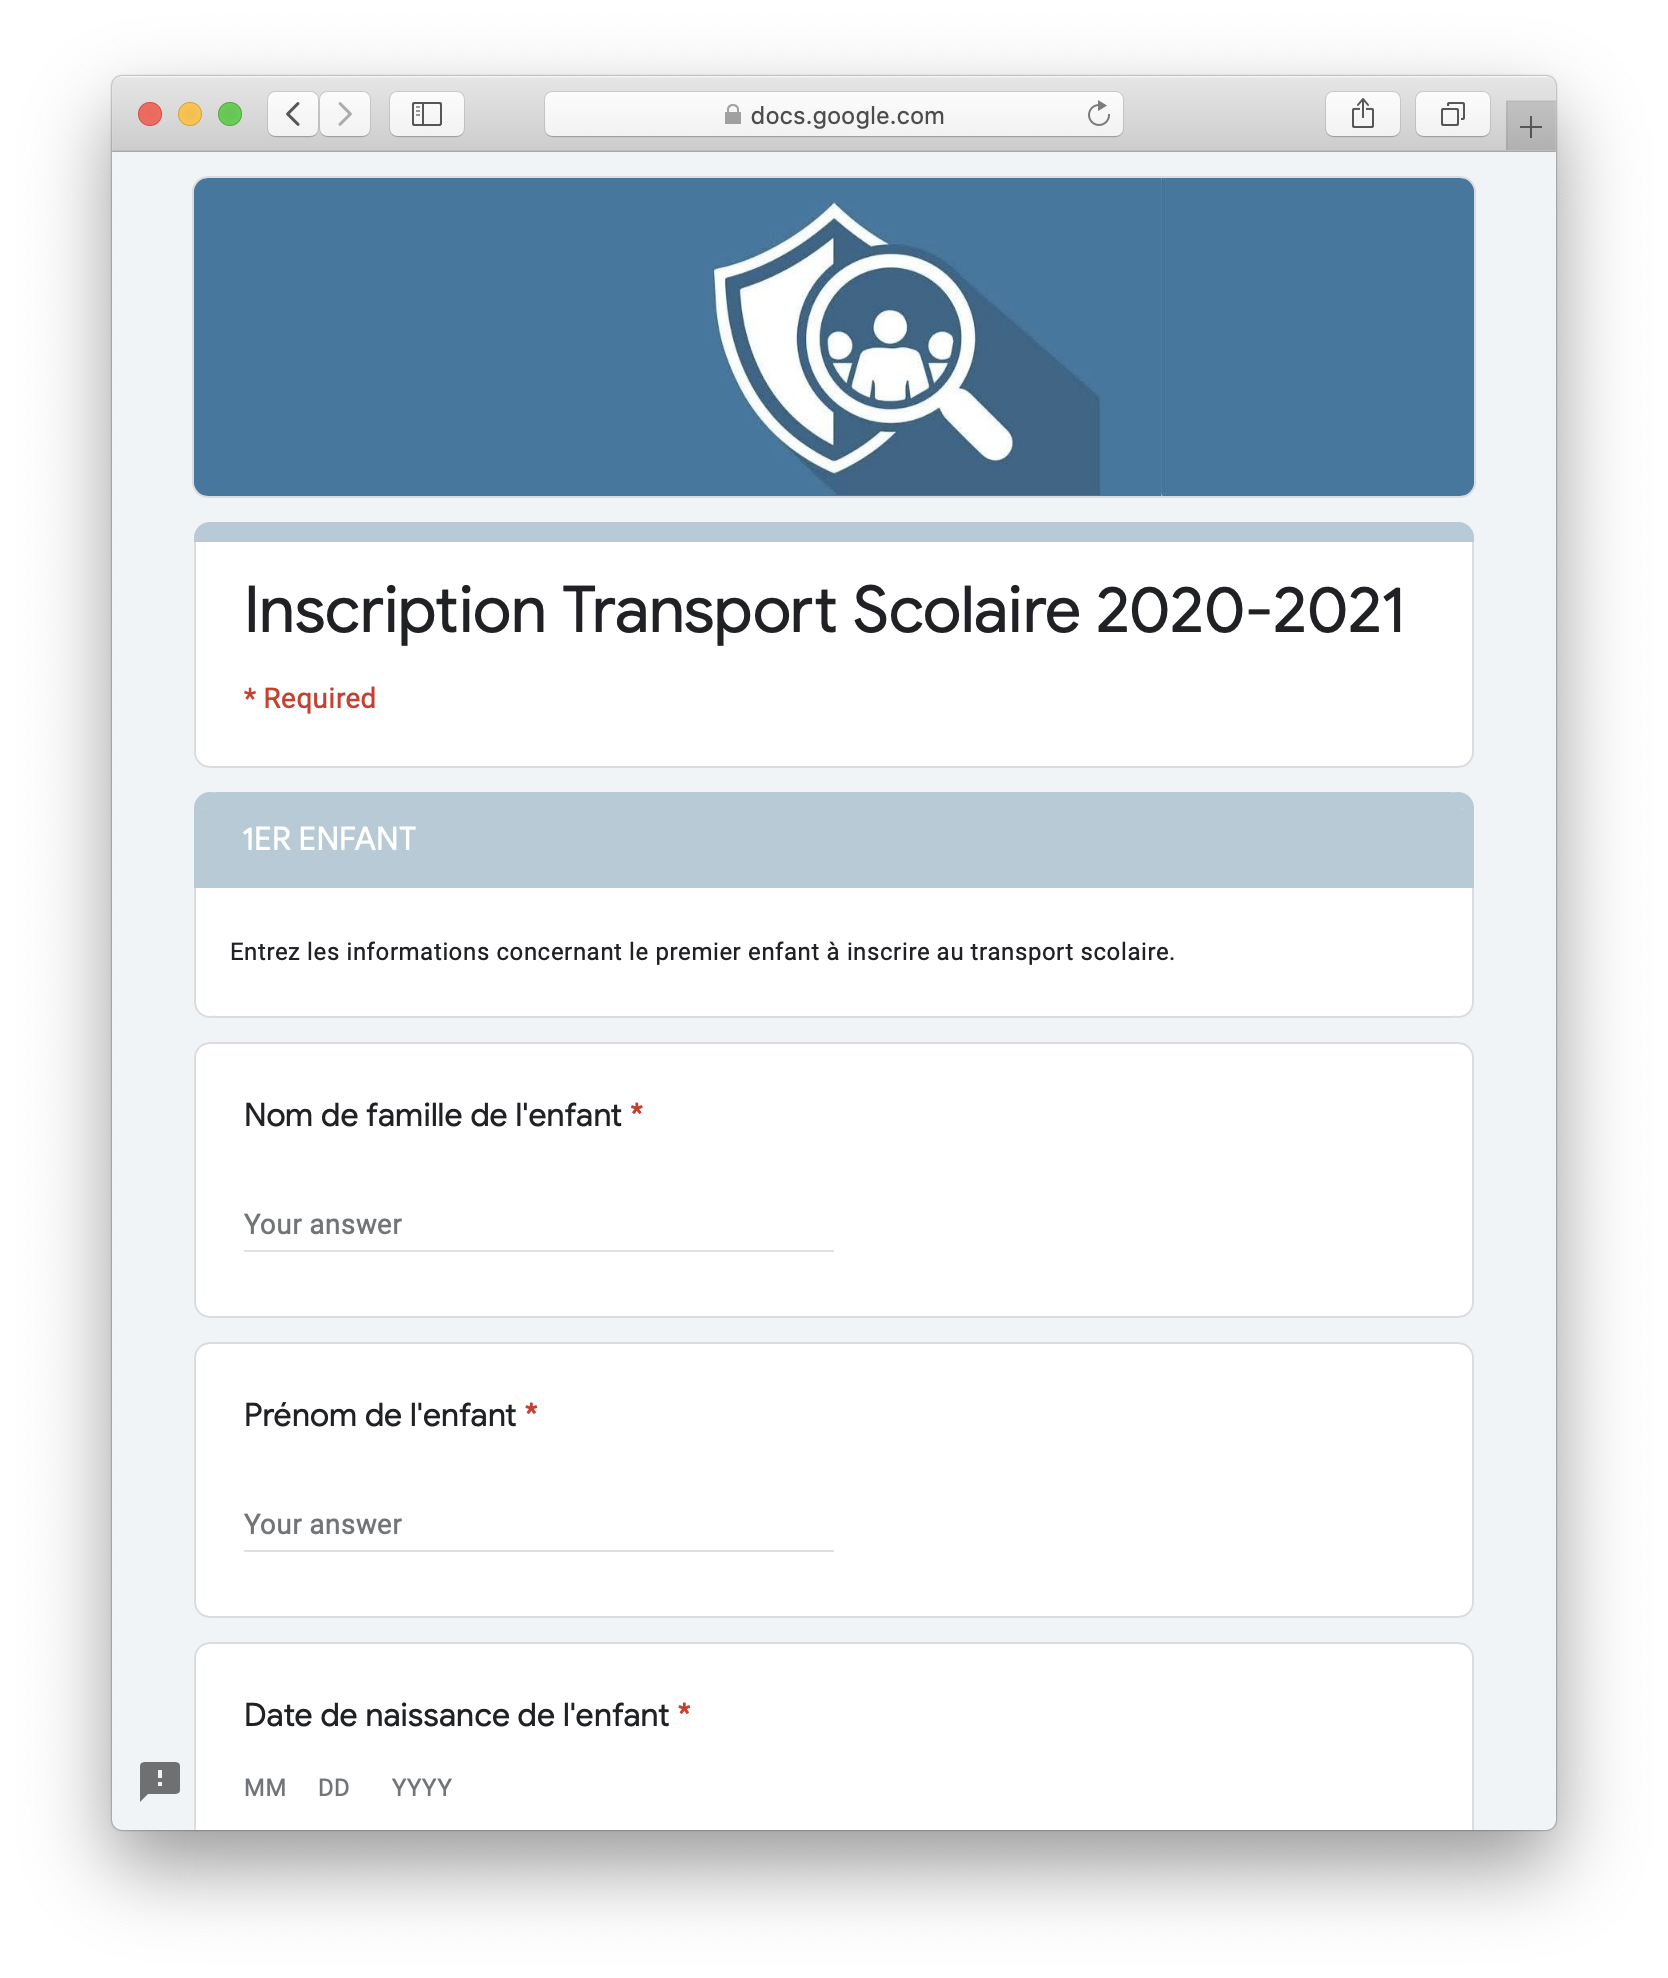 docs.google.com
Inscription Transport Scolaire 2020-2021
* Required
1ER ENFANT
Entrez les informations concernant le premier enfant à inscrire au transport scolaire.
Nom de famille de l'enfant *
Your answer
Prénom de l'enfant *
Your answer
Date de naissance de l'enfant *
MM DD YYYY